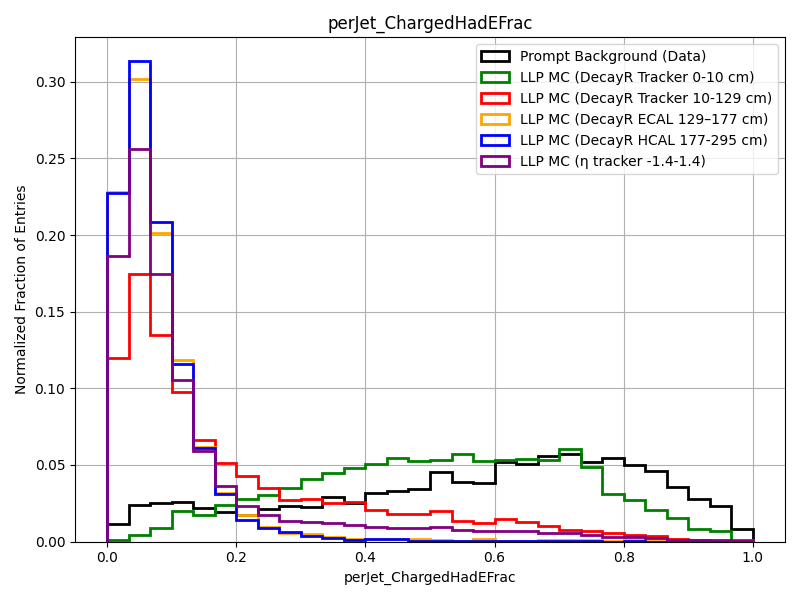 perJet_ChargedHadEFrac
Prompt Background (Data)
LLP MC (DecayR Tracker 0-10 cm)
LLP MC (DecayR Tracker 10-129 cm)
LLP MC (DecayR ECAL 129–177 cm)
LLP MC (DecayR HCAL 177-295 cm)
LLP MC (η tracker -1.4-1.4)
Normalized Fraction of Entries
0.30
0.25
0.20
0.15
0.10
0.05
0.00
0.0 0.2 0.4 0.6 0.8 1.0
perJet_ChargedHadEFrac